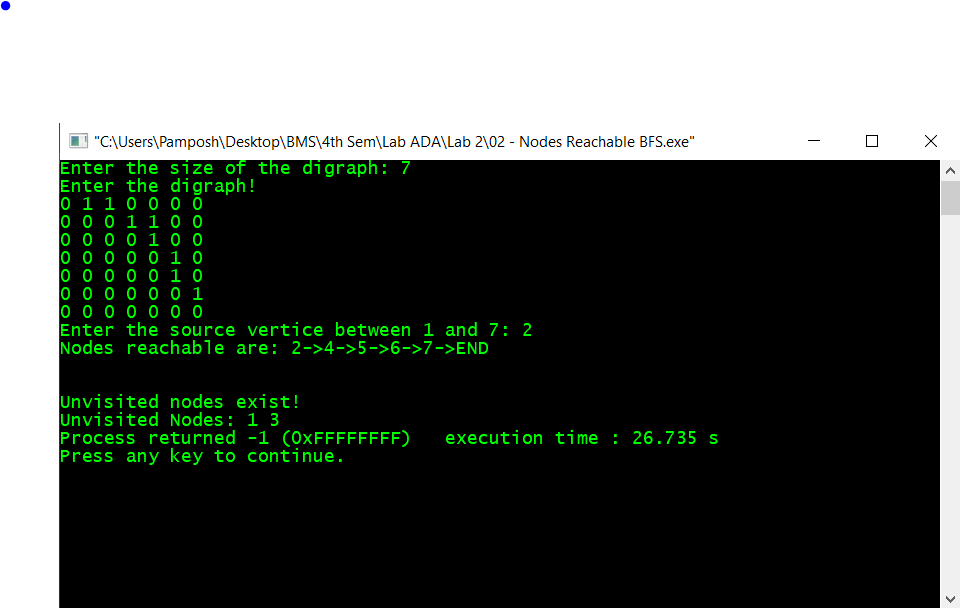 "C:\Users\Pamposh\Desktop\BMS\4th Sem\Lab ADA\Lab 2\02 - Nodes Reachable BFS.exe"
Enter the size of the digraph: 7
Enter the digraph!
0 1 1 0 0 0 0
0 0 0 1 1 0 0
0 0 0 0 1 0 0
0 0 0 0 0 1 0
0 0 0 0 0 1 0
0 0 0 0 0 0 1
0 0 0 0 0 0 0
Enter the source vertice between 1 and 7: 2
Nodes reachable are: 2->4->5->6->7->END
Unvisited nodes exist!
Unvisited Nodes: 1 3
Process returned -1 (0xFFFFFFFF)   execution time : 26.735 s
Press any key to continue.